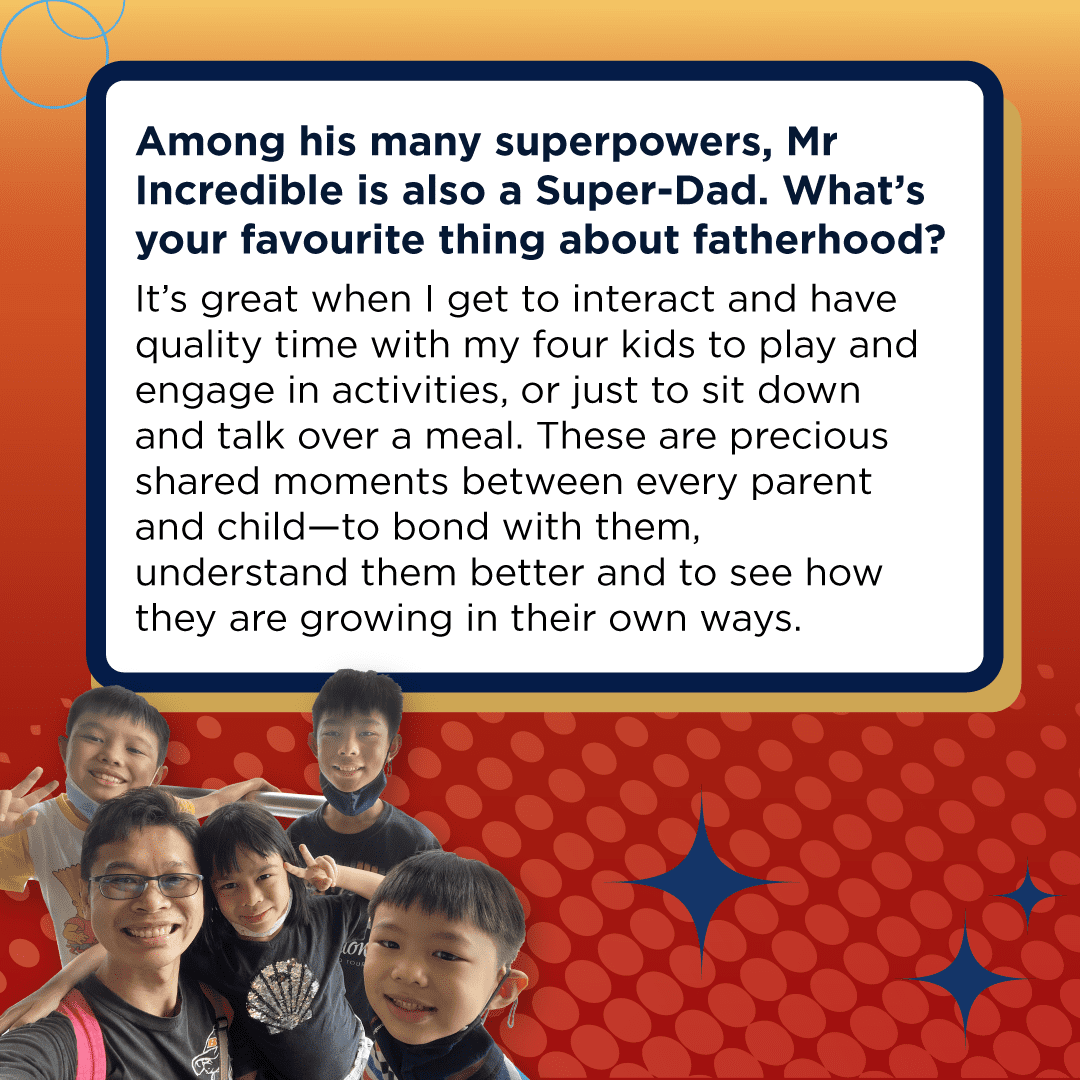 Among his many superpowers, Mr
Incredible is also a Super-Dad. What’s
your favourite thing about fatherhood?
It’s great when I get to interact and have
quality time with my four kids to play and
engage in activities, or just to sit down
and talk over a meal. These are precious
shared moments between every parent
and child—to bond with them,
understand them better and to see how
they are growing in their own ways.